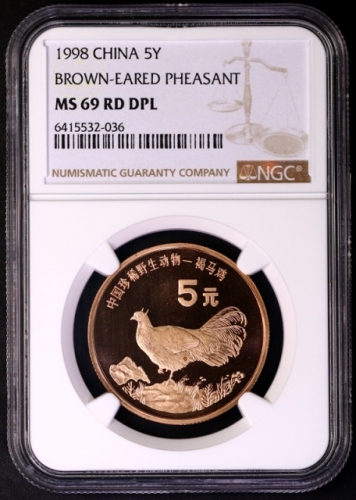 1998 CHINA 5Y
BROWN-EARED PHEASANT
MS 69 RD DPL
6415532-036
NUMISMATIC GUARANTY COMPANY NGC
中国珍稀野生动物—褐马鸡
5元